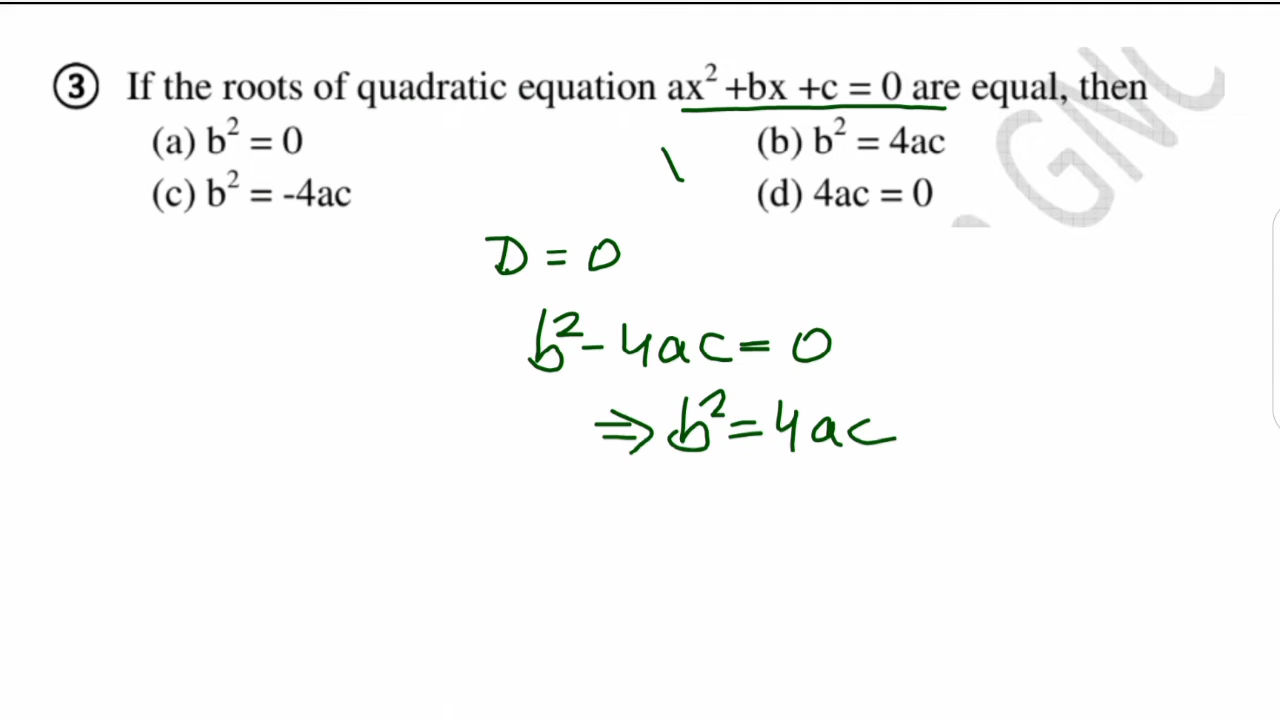 ③ If the roots of quadratic equation ax² +bx +c = 0 are equal, then
(a) b² = 0 (b) b² = 4ac
(c) b² = -4ac (d) 4ac = 0
GNC
D = 0
b² - 4ac = 0
⇒ b² = 4ac